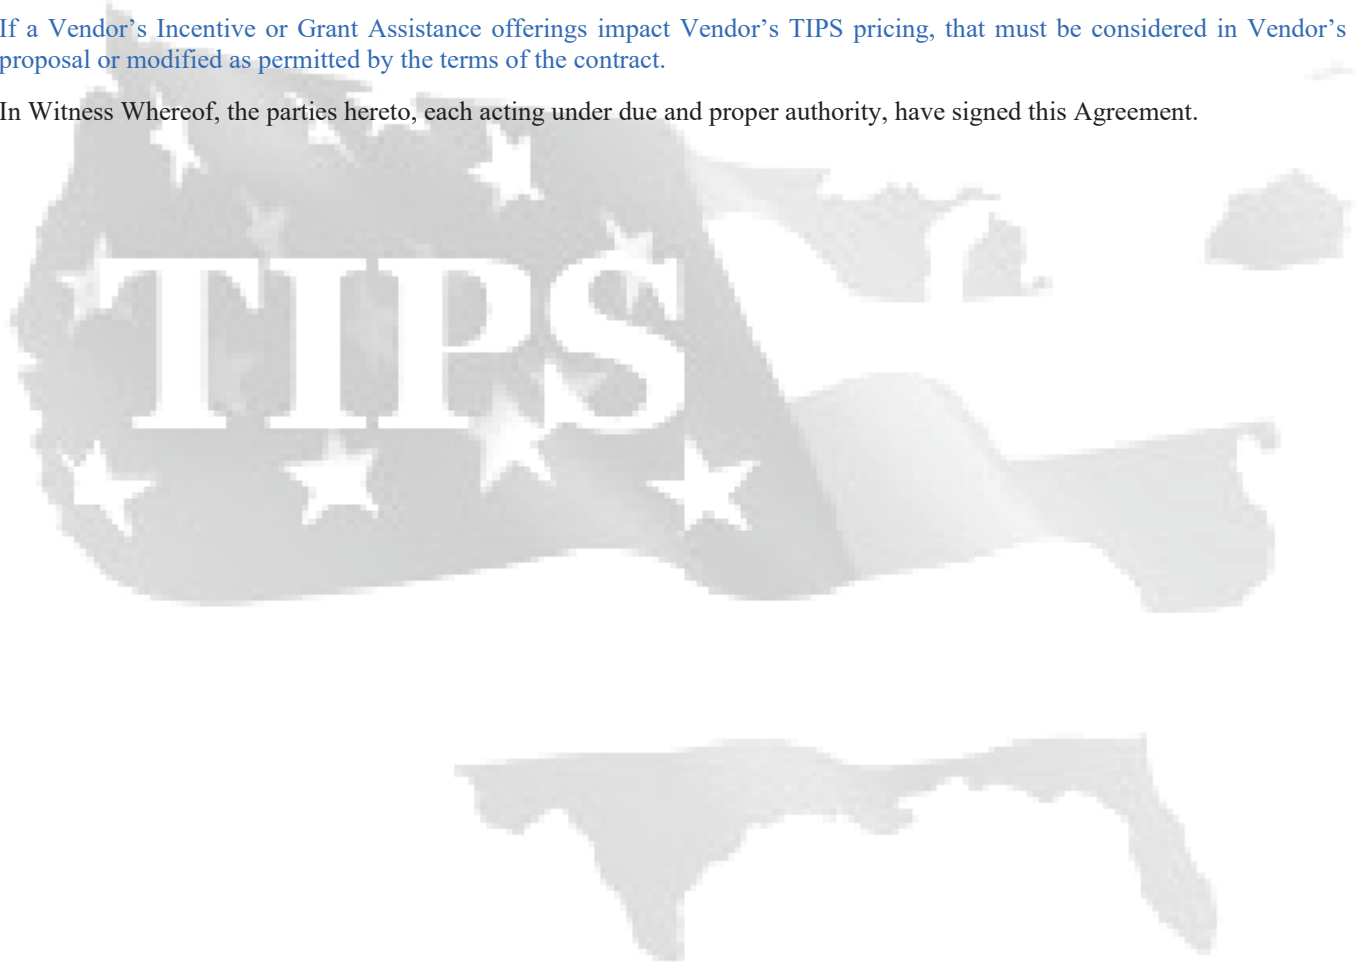 If a Vendor’s Incentive or Grant Assistance offerings impact Vendor’s TIPS pricing, that must be considered in Vendor’s
proposal or modified as permitted by the terms of the contract.
In Witness Whereof, the parties hereto, each acting under due and proper authority, have signed this Agreement.
TIPS